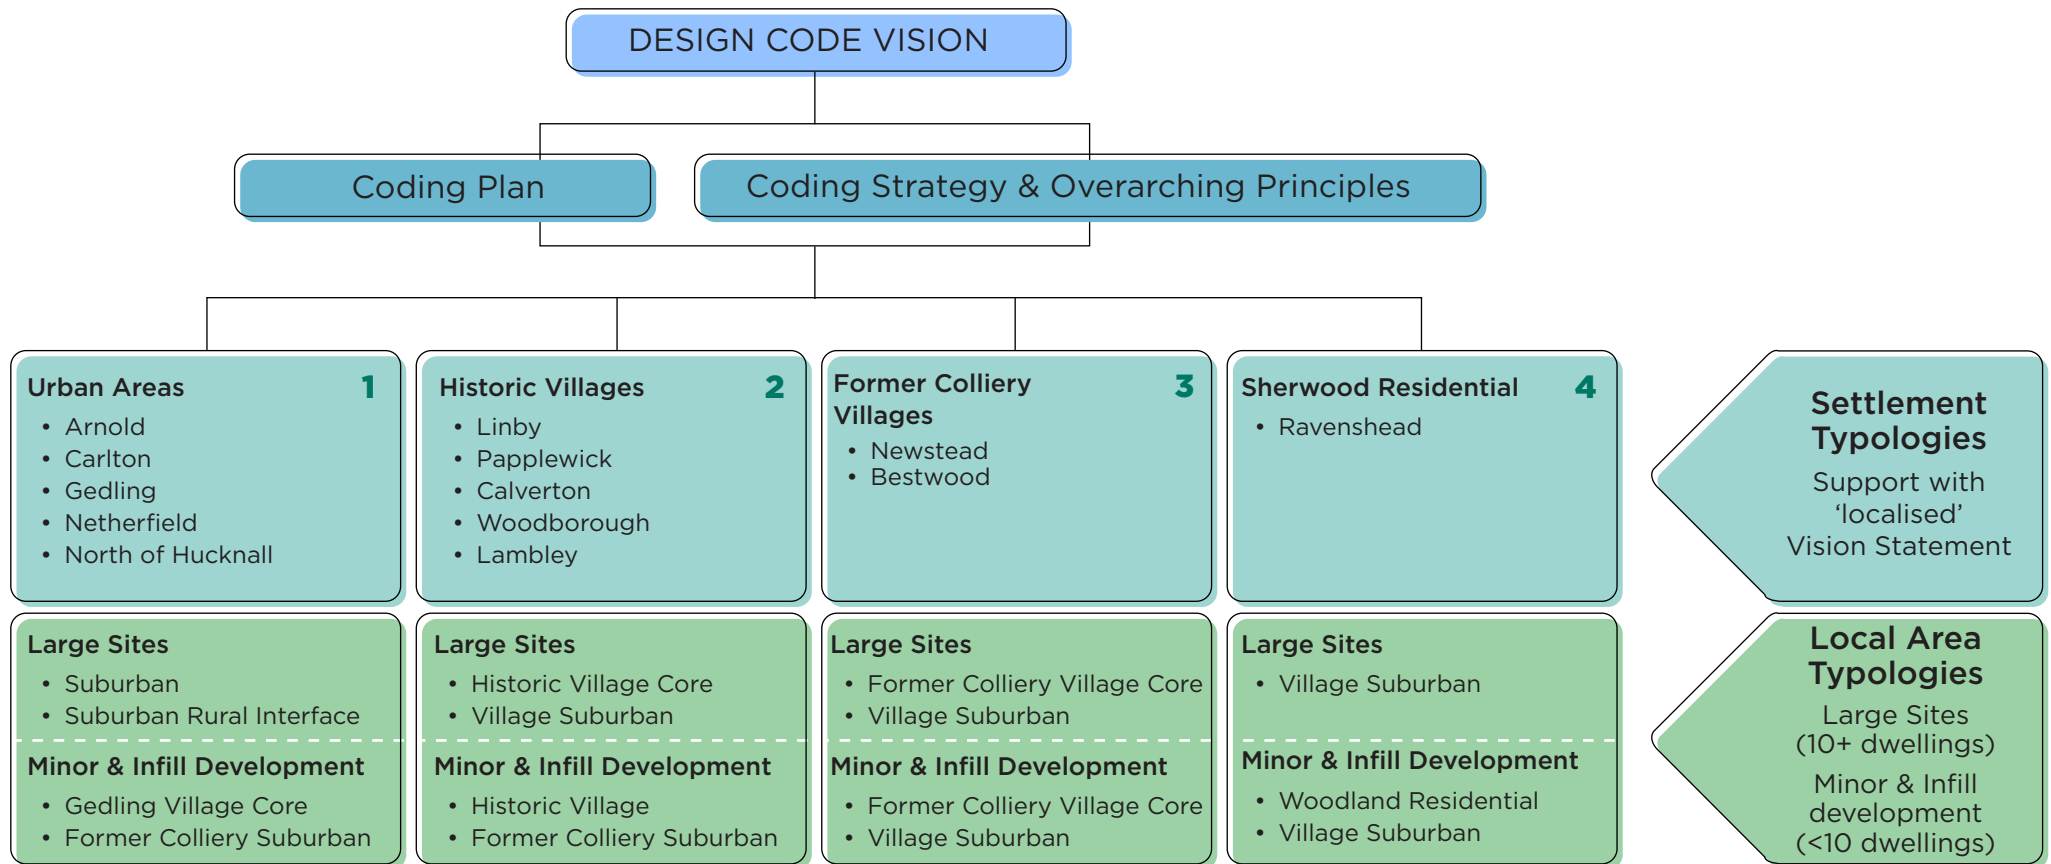 DESIGN CODE VISION
Coding Plan
Coding Strategy & Overarching Principles
Urban Areas 1
• Arnold
• Carlton
• Gedling
• Netherfield
• North of Hucknall
Historic Villages 2
• Linby
• Papplewick
• Calverton
• Woodborough
• Lambley
Former Colliery 3
Villages
• Newstead
• Bestwood
Sherwood Residential 4
• Ravenshead
Settlement
Typologies
Support with
‘localised’
Vision Statement
Large Sites
• Suburban
• Suburban Rural Interface
Minor & Infill Development
• Gedling Village Core
• Former Colliery Suburban
Large Sites
• Historic Village Core
• Village Suburban
Minor & Infill Development
• Historic Village
• Former Colliery Suburban
Large Sites
• Former Colliery Village Core
• Village Suburban
Minor & Infill Development
• Former Colliery Village Core
• Village Suburban
Large Sites
• Village Suburban
Minor & Infill Development
• Woodland Residential
• Village Suburban
Local Area
Typologies
Large Sites
(10+ dwellings)
Minor & Infill
development
(<10 dwellings)